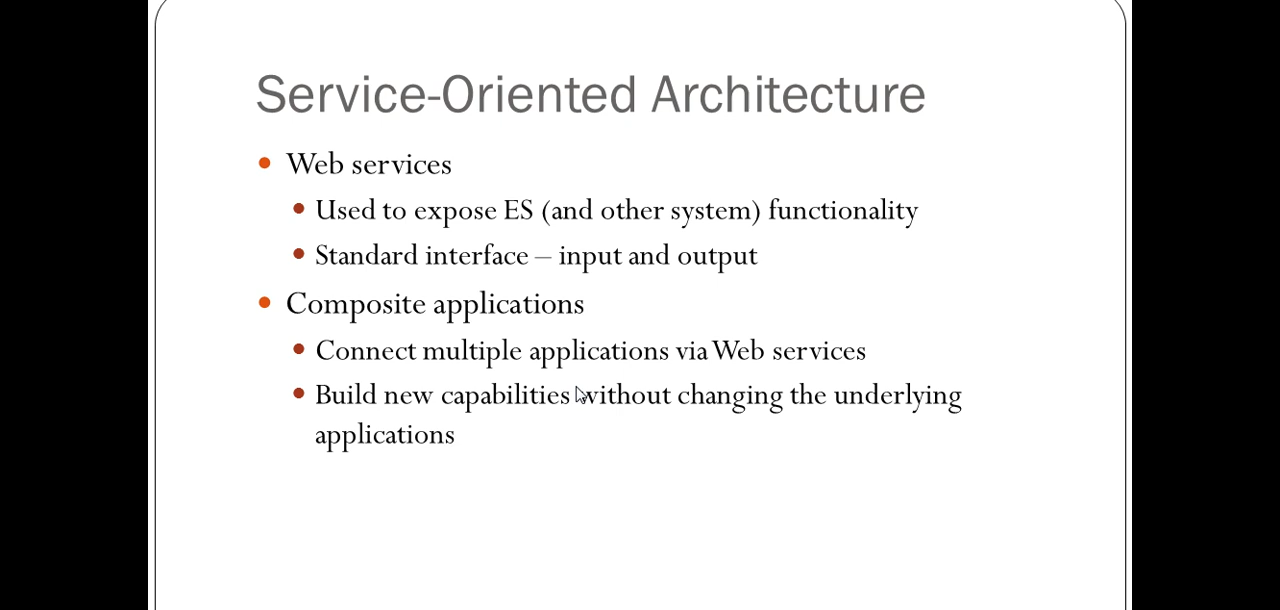 Service-Oriented Architecture
Web services
Used to expose ES (and other system) functionality
Standard interface – input and output
Composite applications
Connect multiple applications via Web services
Build new capabilities without changing the underlying
applications